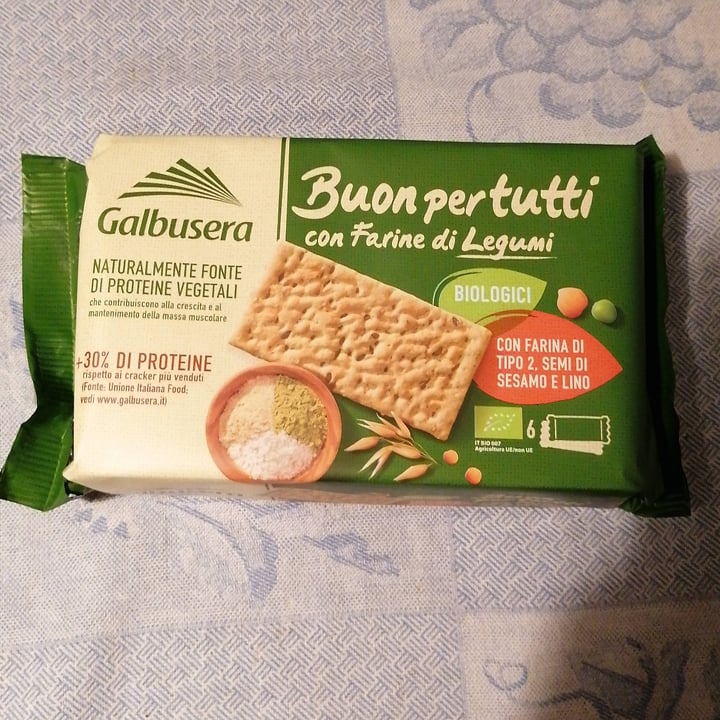 Galbusera
NATURALMENTE FONTE
DI PROTEINE VEGETALI
che contribuiscono alla crescita e al
mantenimento della massa muscolare
+30% DI PROTEINE
rispetto ai cracker più venduti
(Fonte: Unione Italiana Food;
vedi www.galbusera.it)
Buon per tutti
con Farine di Legumi
BIOLOGICI
CON FARINA DI
TIPO 2, SEMI DI
SESAMO E LINO
IT BIO 007
Agricoltura UE/non UE
6